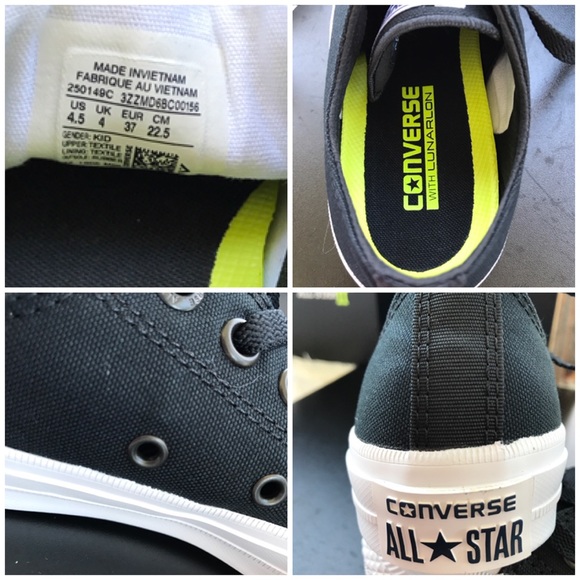 MADE INVIETNAM
FABRIQUE AU VIETNAM
250149C 3ZZMD6BC00156
US UK EUR CM
4.5 4 37 22.5
GENDER: KID
UPPER: TEXTILE
LINING: TEXTILE
CONVERSE
WITH LUNARLON
CONVERSE
ALL★STAR